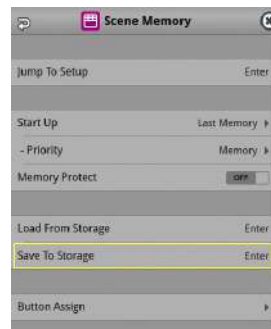 Scene Memory
Jump To Setup Enter
Start Up Last Memory
- Priority Memory
Memory Protect OFF
Load From Storage Enter
Save To Storage Enter
Button Assign